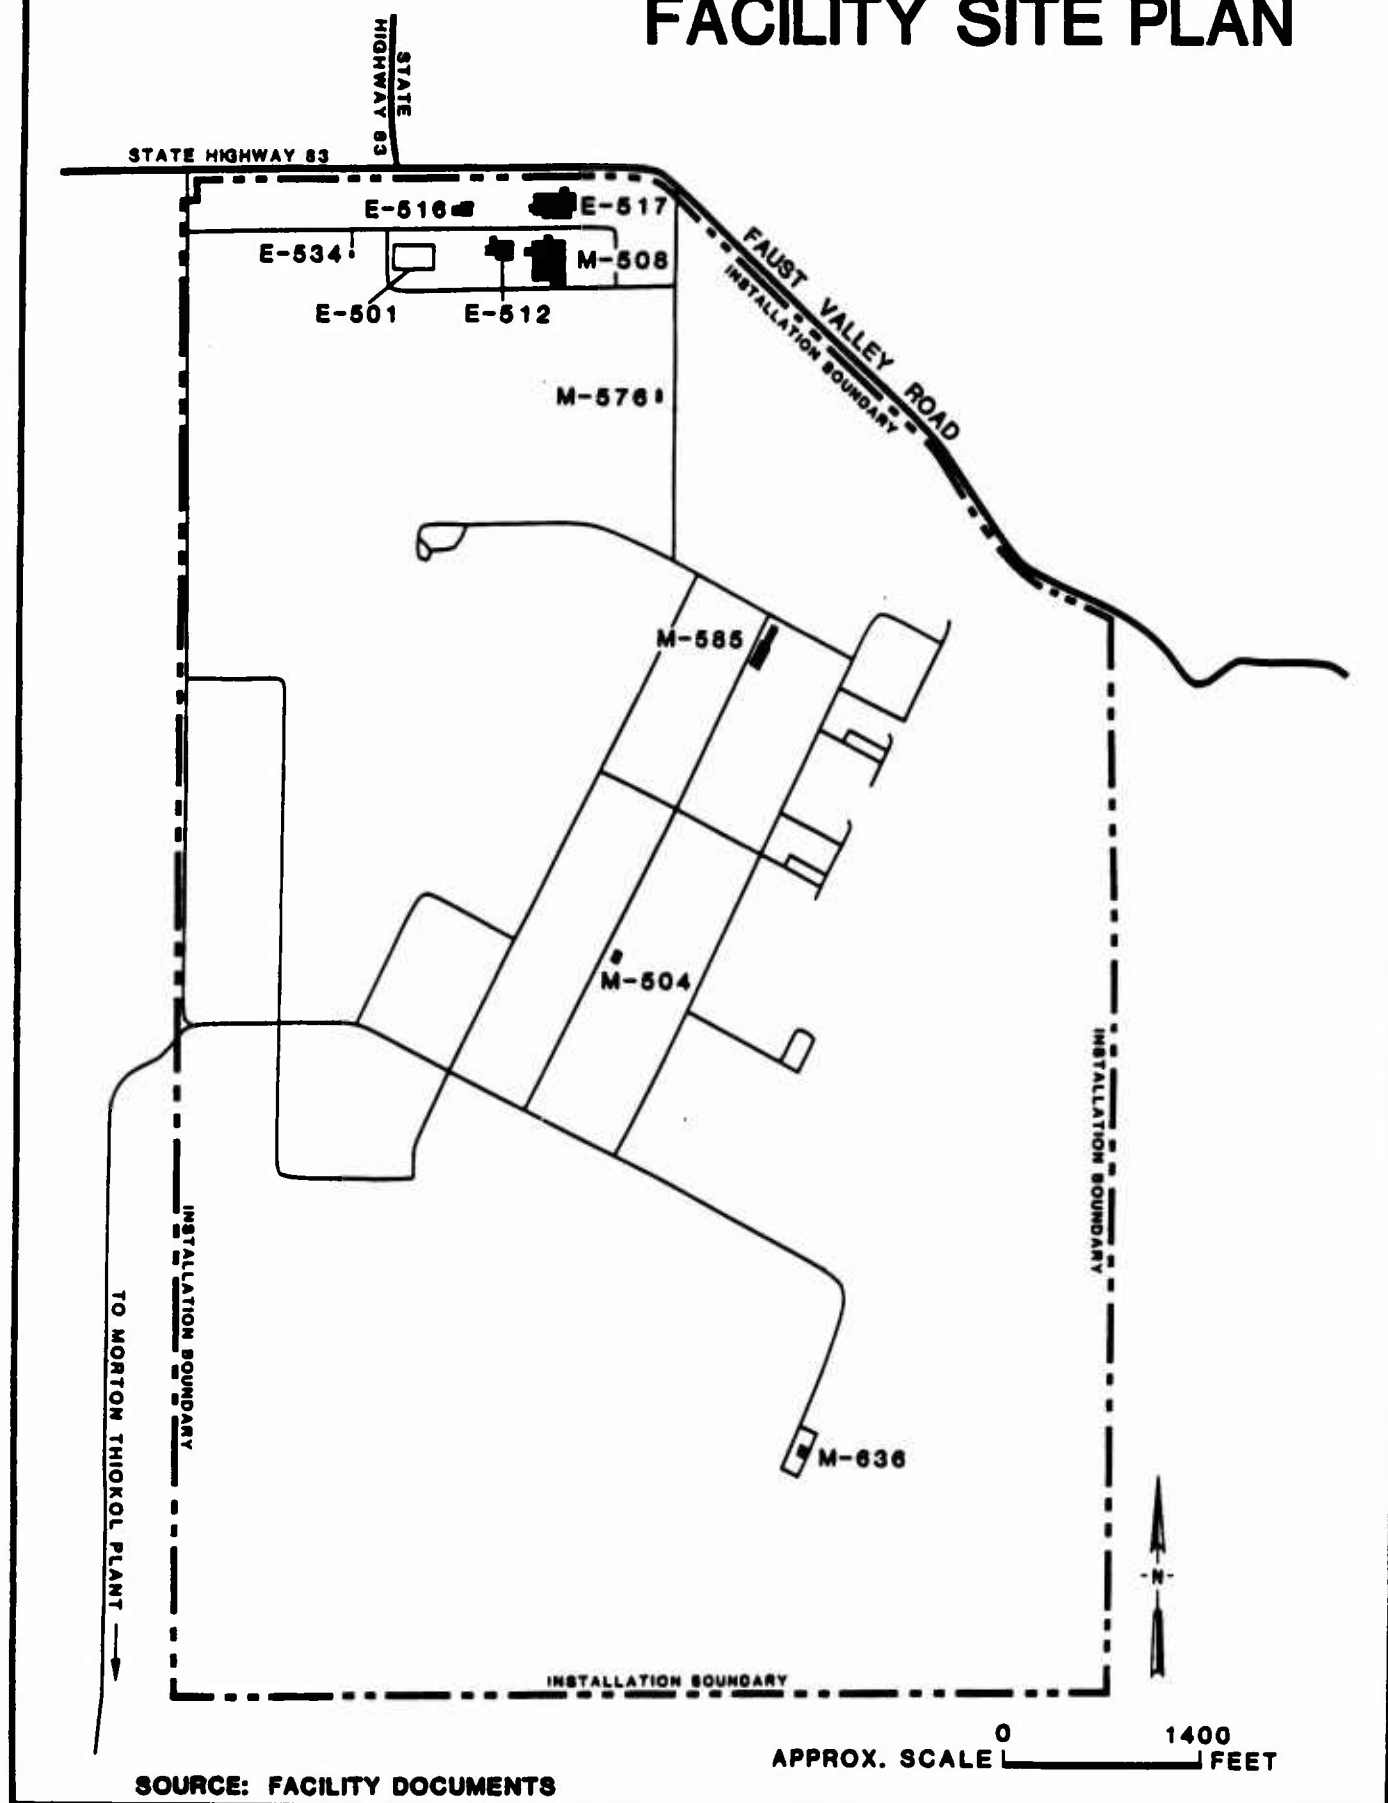 FACILITY SITE PLAN
STATE
HIGHWAY 83
STATE HIGHWAY 83
E-516
E-517
E-534
M-508
E-501
E-512
FAUST VALLEY ROAD
INSTALLATION BOUNDARY
M-576
M-585
M-504
INSTALLATION BOUNDARY
INSTALLATION BOUNDARY
TO MORTON THIOKOL PLANT
M-636
-N-
INSTALLATION BOUNDARY
0 1400
APPROX. SCALE FEET
SOURCE: FACILITY DOCUMENTS